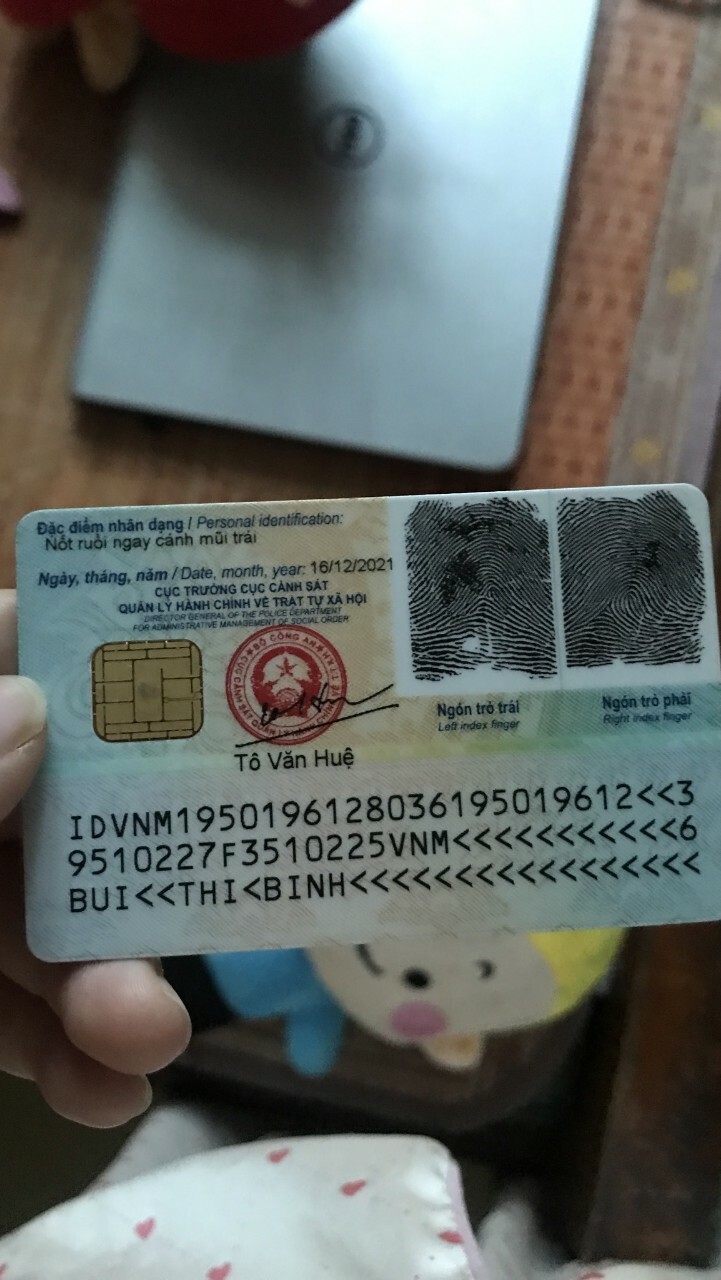 Đặc điểm nhân dạng / Personal identification:
Nốt ruồi ngay cánh mũi trái
Ngày, tháng, năm / Date, month, year: 16/12/2021
CỤC TRƯỞNG CỤC CẢNH SÁT
QUẢN LÝ HÀNH CHÍNH VỀ TRẬT TỰ XÃ HỘI
DIRECTOR GENERAL OF THE POLICE DEPARTMENT
FOR ADMINISTRATIVE MANAGEMENT OF SOCIAL ORDER
BỘ CÔNG AN
Tô Văn Huệ
Ngón trỏ trái
Left index finger
Ngón trỏ phải
Right index finger
IDVNM1950196128036195019612<<3
9510227F3510225VNM<<<<<<<<<<<6
BUI<<THI<BINH<<<<<<<<<<<<<<<<<